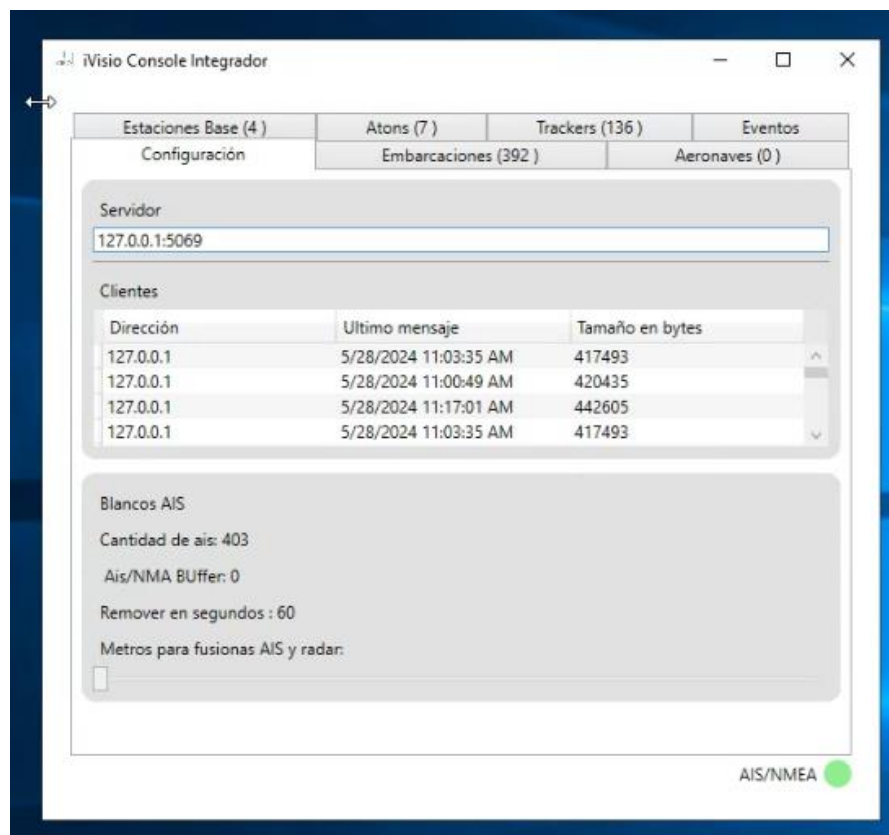 iVisio Console Integrador
Estaciones Base (4 ) Atons (7 ) Trackers (136 ) Eventos
Configuración Embarcaciones (392 ) Aeronaves (0 )
Servidor
127.0.0.1:5069
Clientes
Dirección Ultimo mensaje Tamaño en bytes
127.0.0.1 5/28/2024 11:03:35 AM 417493
127.0.0.1 5/28/2024 11:00:49 AM 420435
127.0.0.1 5/28/2024 11:17:01 AM 442605
127.0.0.1 5/28/2024 11:03:35 AM 417493
Blancos AIS
Cantidad de ais: 403
Ais/NMA BUffer: 0
Remover en segundos : 60
Metros para fusionas AIS y radar:
AIS/NMEA